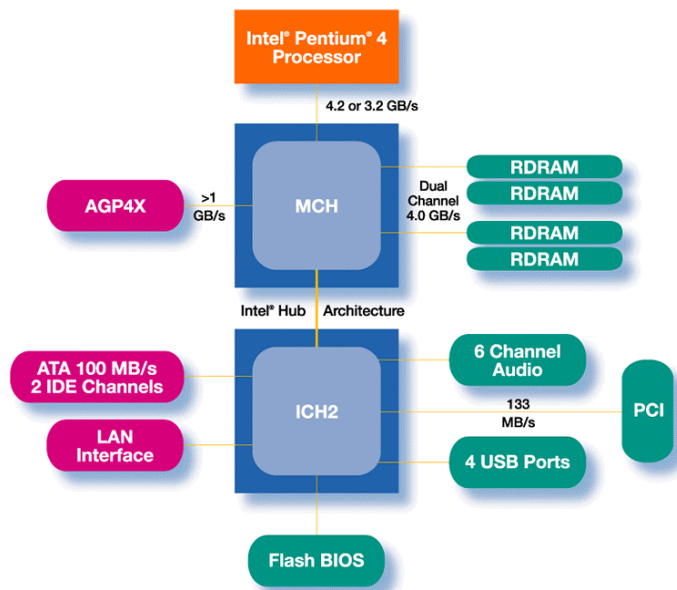 Intel® Pentium® 4
Processor
4.2 or 3.2 GB/s
AGP4X
>1
GB/s
MCH
Dual
Channel
4.0 GB/s
RDRAM
RDRAM
RDRAM
RDRAM
Intel® Hub Architecture
ATA 100 MB/s
2 IDE Channels
LAN
Interface
ICH2
6 Channel
Audio
133
MB/s
PCI
4 USB Ports
Flash BIOS